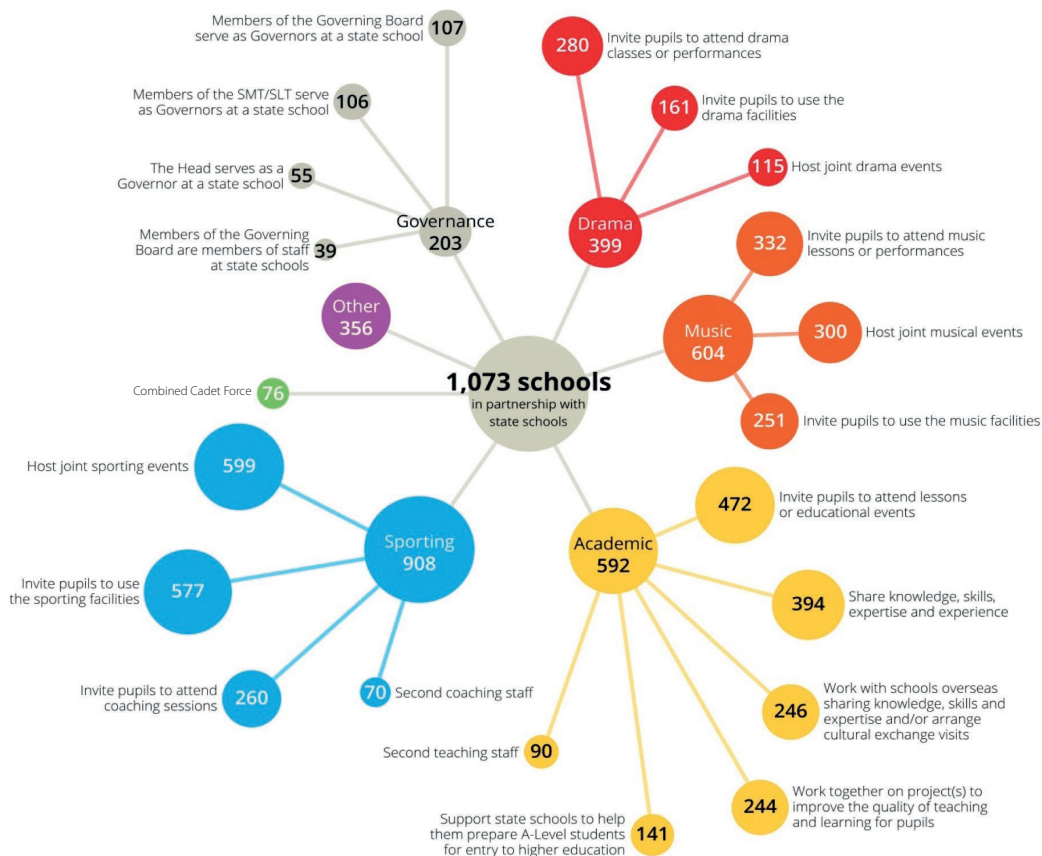 1,073 schools
in partnership with
state schools
Governance
203
Members of the Governing Board
serve as Governors at a state school
107
Members of the SMT/SLT serve
as Governors at a state school
106
The Head serves as a
Governor at a state school
55
Members of the Governing
Board are members of staff
at state schools
39
Drama
399
280
Invite pupils to attend drama
classes or performances
161
Invite pupils to use the
drama facilities
115
Host joint drama events
Music
604
332
Invite pupils to attend music
lessons or performances
300
Host joint musical events
251
Invite pupils to use the music facilities
Academic
592
472
Invite pupils to attend lessons
or educational events
394
Share knowledge, skills,
expertise and experience
246
Work with schools overseas
sharing knowledge, skills and
expertise and/or arrange
cultural exchange visits
244
Work together on project(s) to
improve the quality of teaching
and learning for pupils
141
Support state schools to help
them prepare A-Level students
for entry to higher education
90
Second teaching staff
Sporting
908
Host joint sporting events
599
Invite pupils to use
the sporting facilities
577
Invite pupils to attend
coaching sessions
260
70
Second coaching staff
Combined Cadet Force
76
Other
356